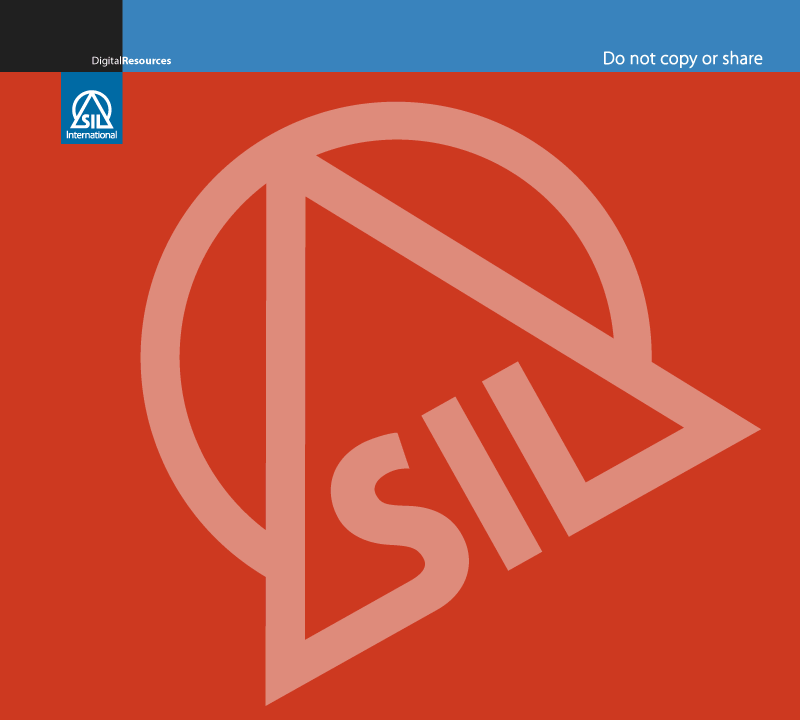 DigitalResources
Do not copy or share
SIL
International
SIL